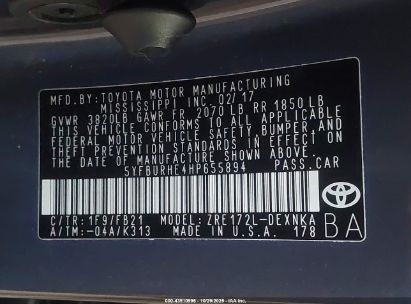 MFD.BY:TOYOTA MOTOR MANUFACTURING
MISSISSIPPI INC. 02/17
GVWR 3820LB GAWR FR 2070LB RR 1850LB
THIS VEHICLE CONFORMS TO ALL APPLICABLE
FEDERAL MOTOR VEHICLE SAFETY, BUMPER, AND
THEFT PREVENTION STANDARDS IN EFFECT ON
THE DATE OF MANUFACTURE SHOWN ABOVE.
5YFBURHE4HP655894 PASS.CAR
C/TR:1F9/FB21 MODEL:ZRE172L-DEXNKA
A/TM:-04A/K313 MADE IN U.S.A. 178 BA